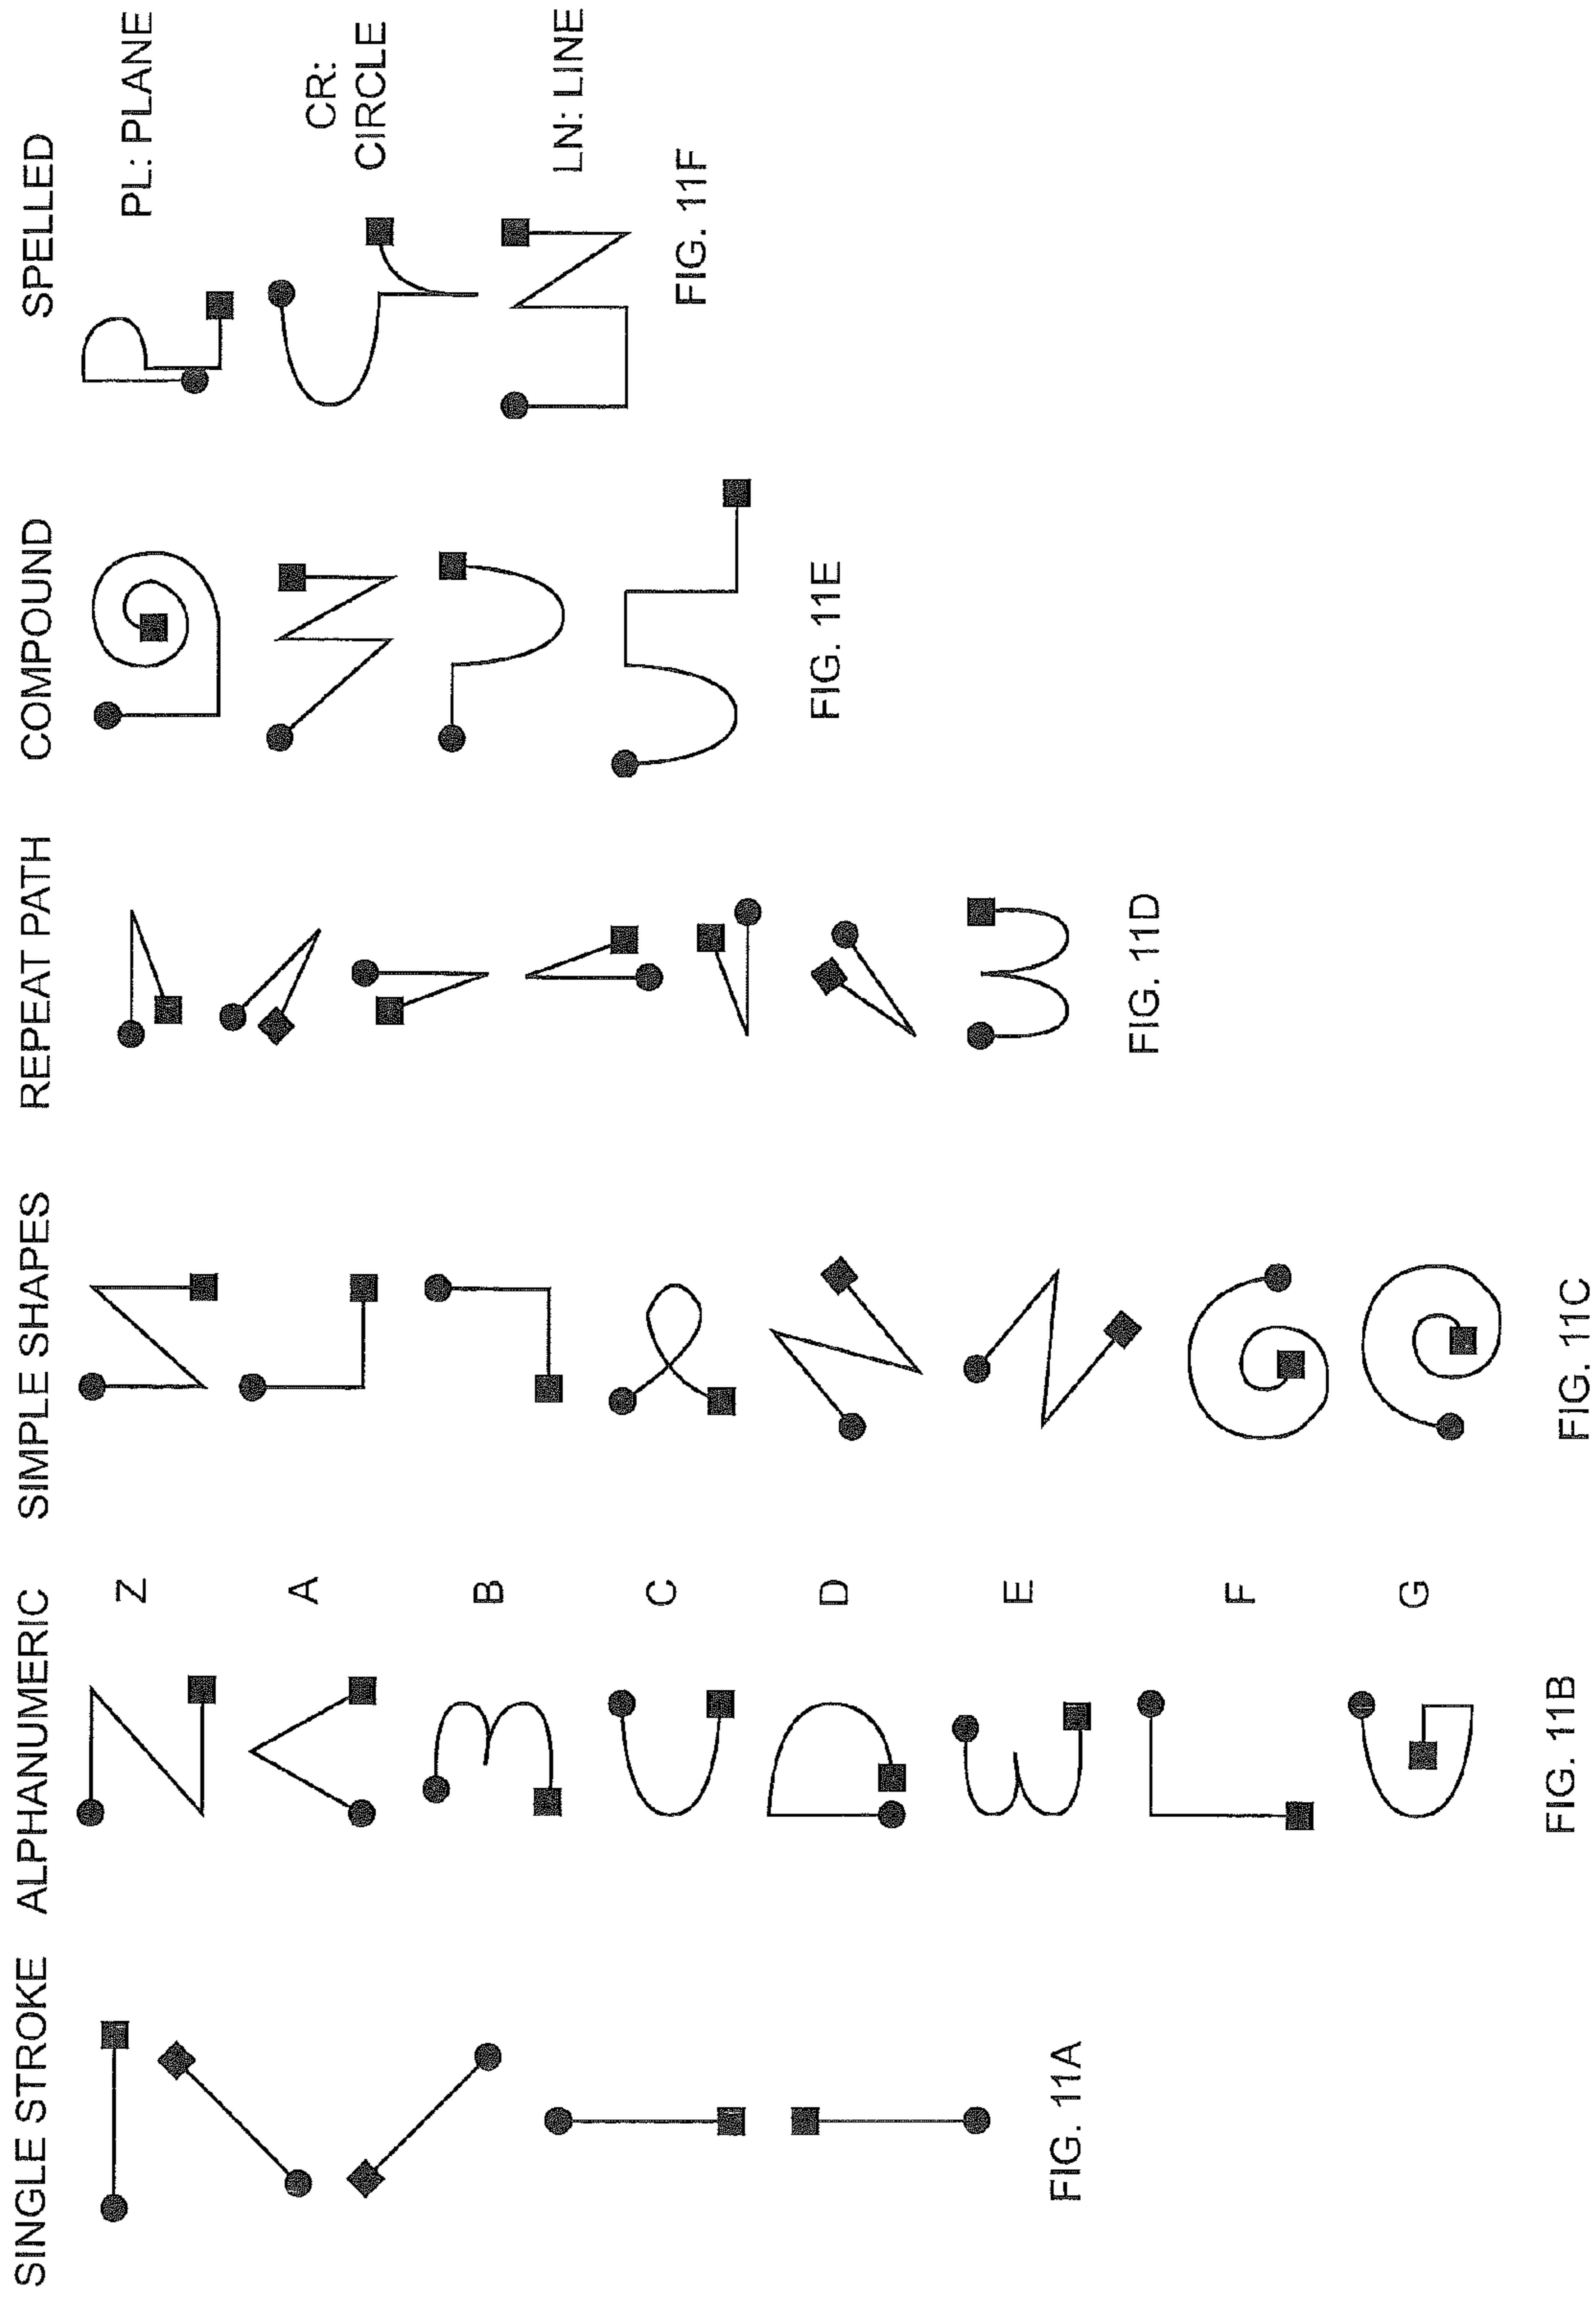 SINGLE STROKE
FIG. 11A
ALPHANUMERIC
Z
A
B
C
D
E
F
G
FIG. 11B
SIMPLE SHAPES
FIG. 11C
REPEAT PATH
FIG. 11D
COMPOUND
FIG. 11E
SPELLED
PL: PLANE
CR:
CIRCLE
LN: LINE
FIG. 11F